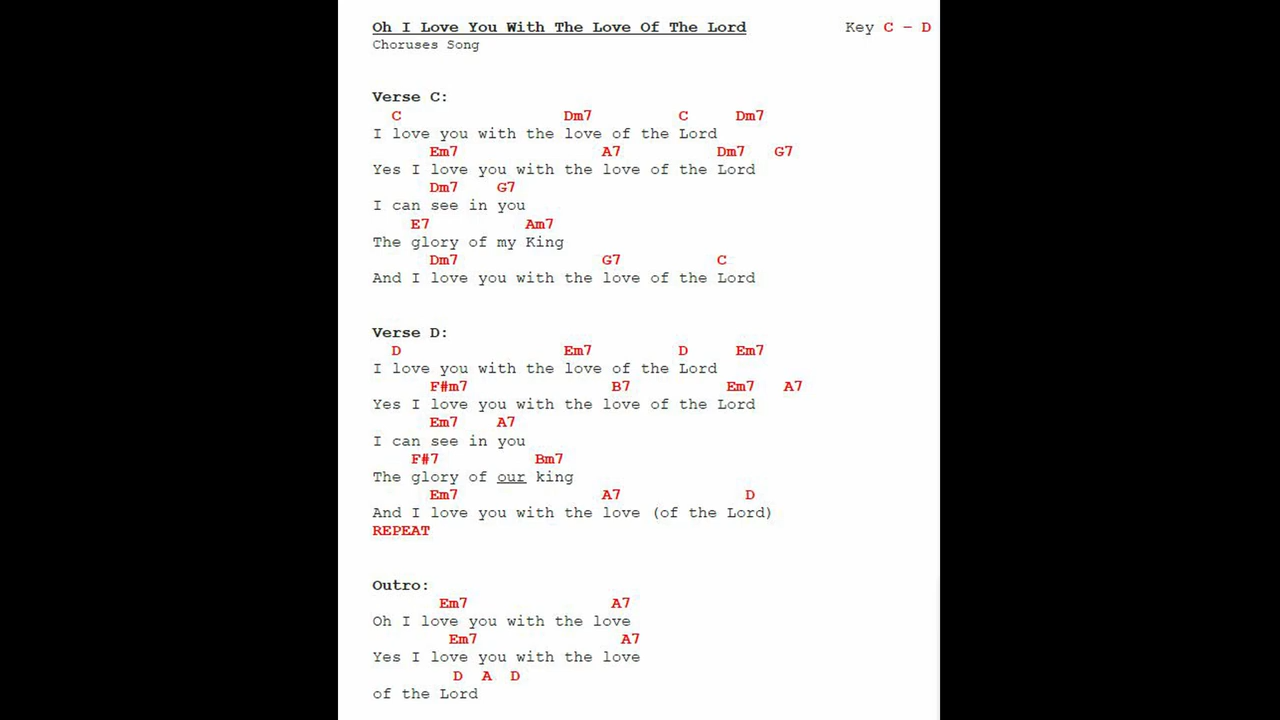 Oh I Love You With The Love Of The Lord Key C – D
Choruses Song
Verse C:
C Dm7 C Dm7
I love you with the love of the Lord
Em7 A7 Dm7 G7
Yes I love you with the love of the Lord
Dm7 G7
I can see in you
E7 Am7
The glory of my King
Dm7 G7 C
And I love you with the love of the Lord
Verse D:
D Em7 D Em7
I love you with the love of the Lord
F#m7 B7 Em7 A7
Yes I love you with the love of the Lord
Em7 A7
I can see in you
F#7 Bm7
The glory of our king
Em7 A7 D
And I love you with the love (of the Lord)
REPEAT
Outro:
Em7 A7
Oh I love you with the love
Em7 A7
Yes I love you with the love
D A D
of the Lord